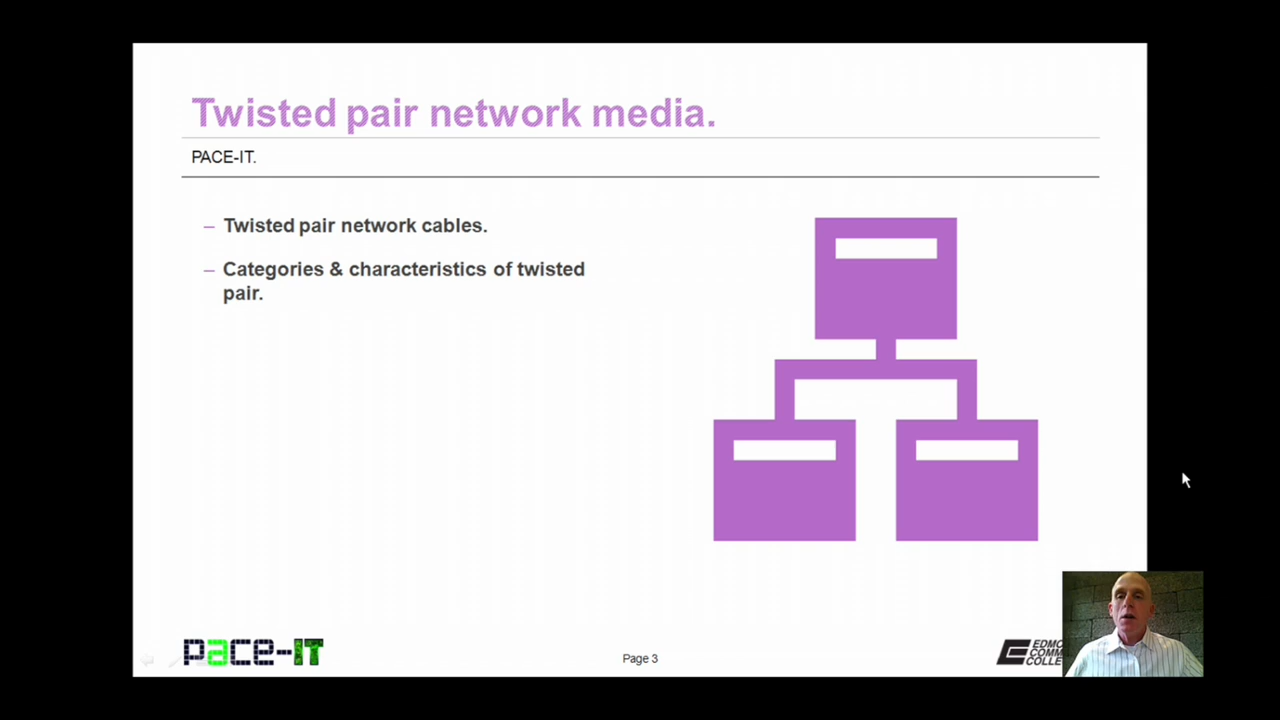 Twisted pair network media.
PACE-IT.
– Twisted pair network cables.
– Categories & characteristics of twisted
pair.
pace-IT
Page 3